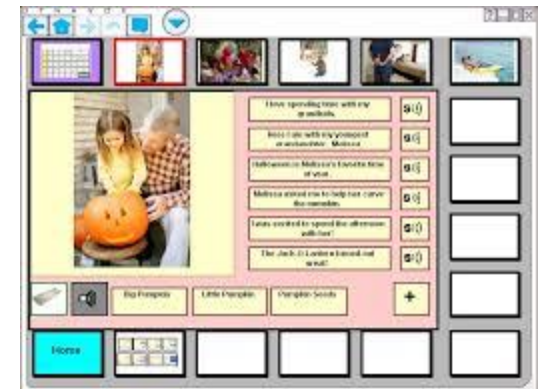 I love spending time with my
grandkids.
Here I am with my youngest
grandaughter. Melissa
Halloween is Melissa's favorite time
of year.
Melissa asked me to help her carve
the pumpkin.
I was excited to spend the afternoon
with her!
The Jack O Lantern turned out
great!
Big Pumpkin
Little Pumpkin
Pumpkin Seeds
+
Home